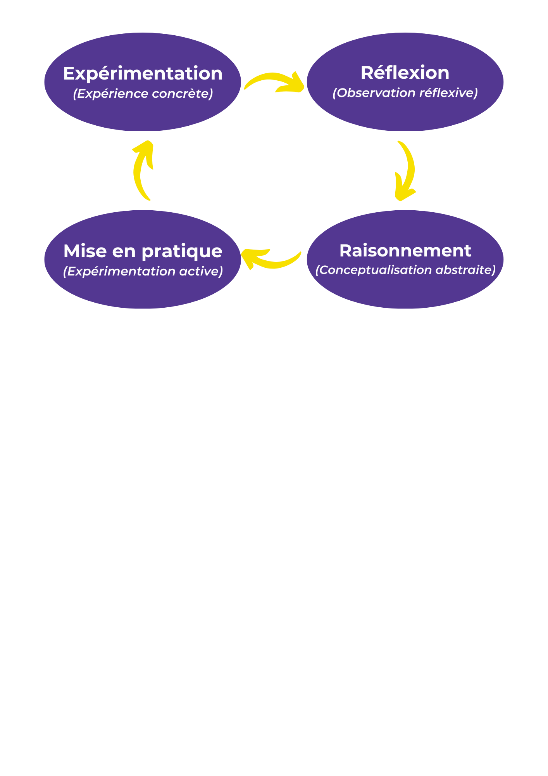 Expérimentation
(Expérience concrète)
Réflexion
(Observation réflexive)
Mise en pratique
(Expérimentation active)
Raisonnement
(Conceptualisation abstraite)